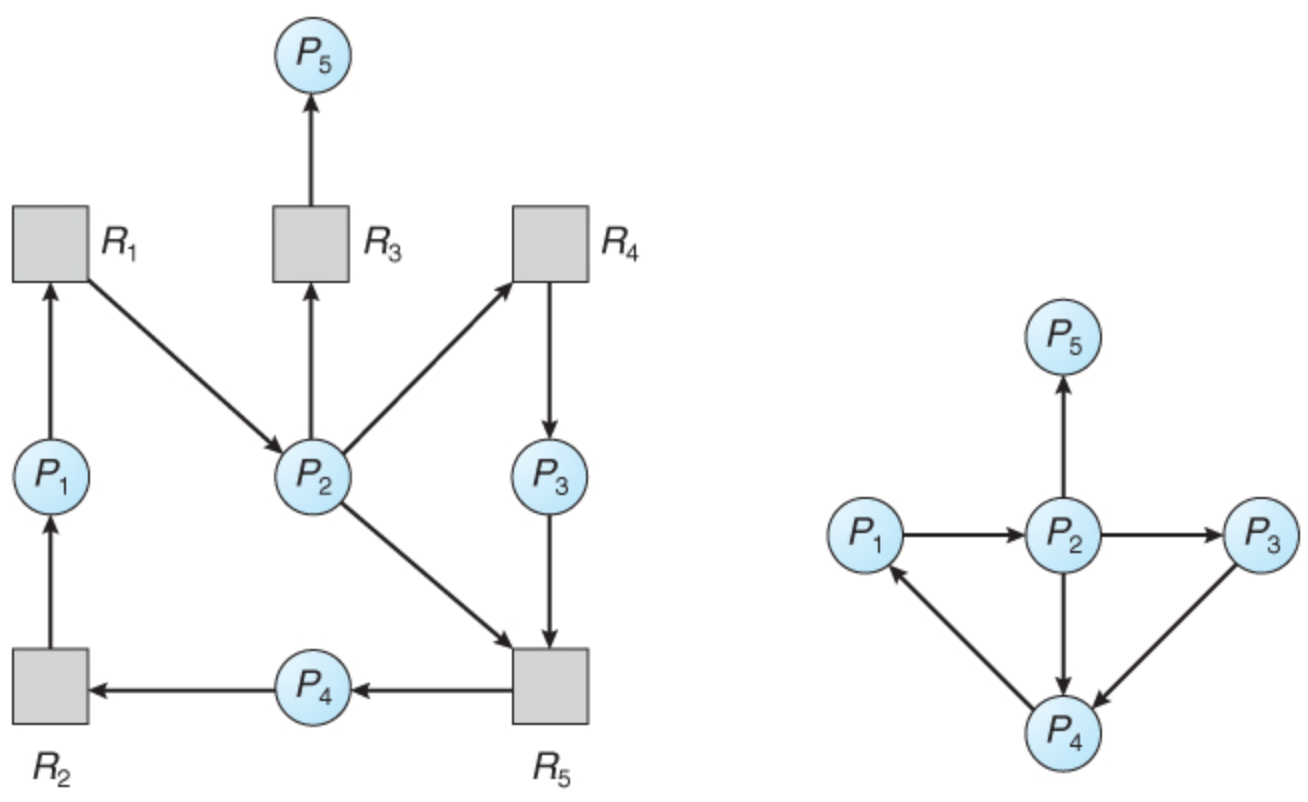 P₅
R₁
R₃
R₄
P₁
P₂
P₃
P₄
R₂
R₅
P₅
P₁
P₂
P₃
P₄